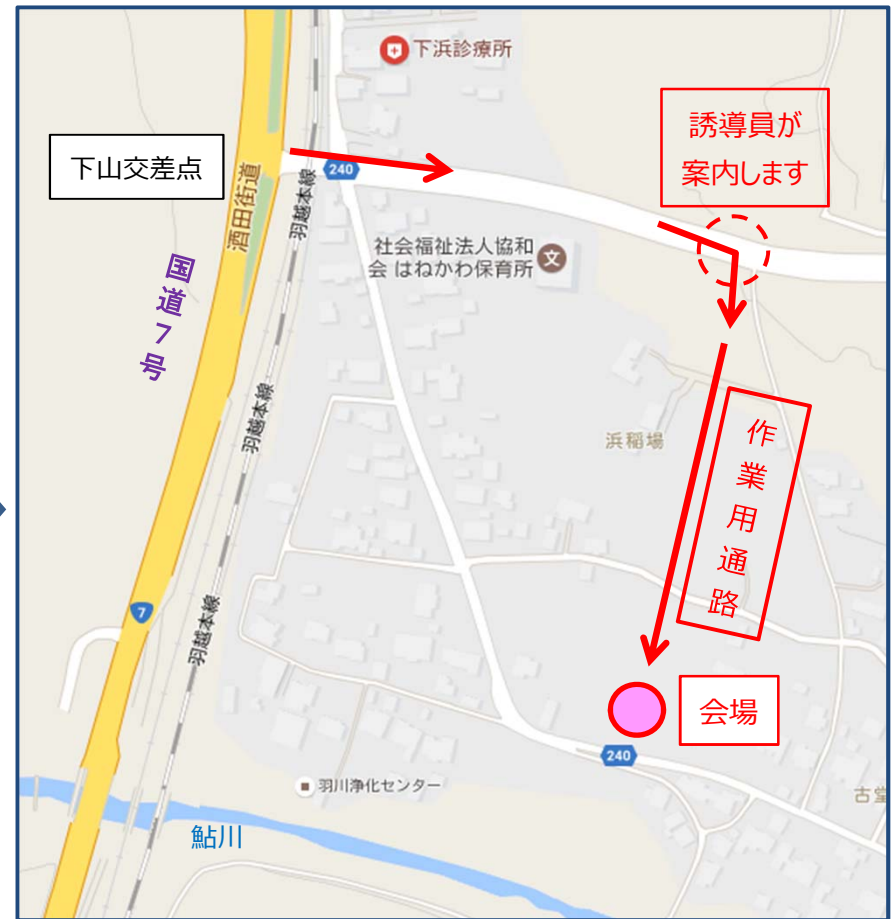 下浜診療所
誘導員が
案内します
下山交差点
240
酒田街道
羽越本線
国道7号
社会福祉法人協和
会 はねかわ保育所
文
羽越本線
浜稲場
作業用通路
7
羽越本線
会場
240
羽川浄化センター
古堂
鮎川